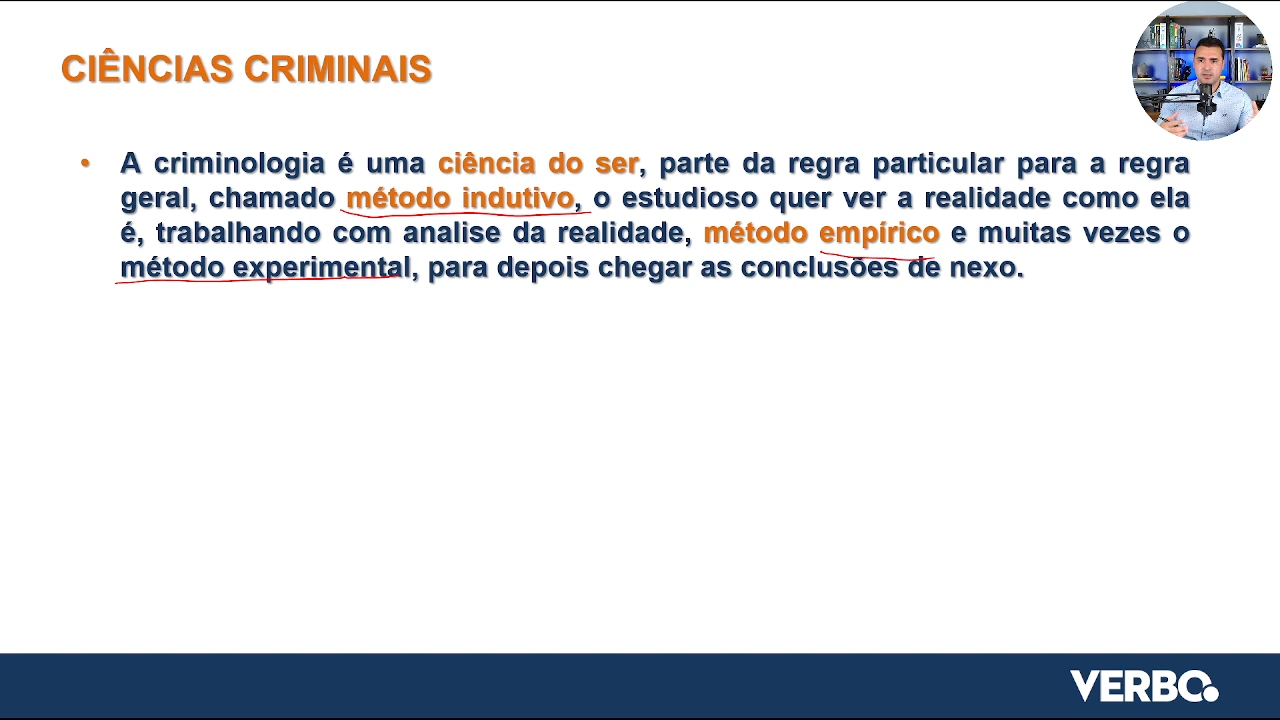 CIÊNCIAS CRIMINAIS
• A criminologia é uma ciência do ser, parte da regra particular para a regra
geral, chamado método indutivo, o estudioso quer ver a realidade como ela
é, trabalhando com analise da realidade, método empírico e muitas vezes o
método experimental, para depois chegar as conclusões de nexo.
VERBO